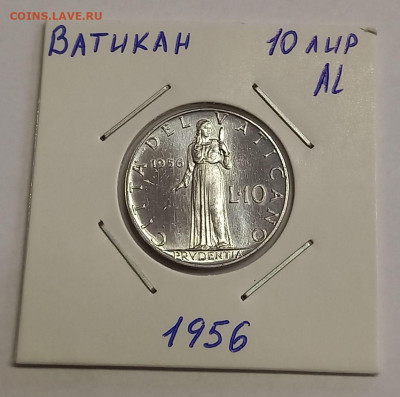 COINS.LAVE.RU
ВАТИКАН 10 ЛИР
AL
CITTA DEL VATICANO
1956
L.10
PRVDENTIA
1956